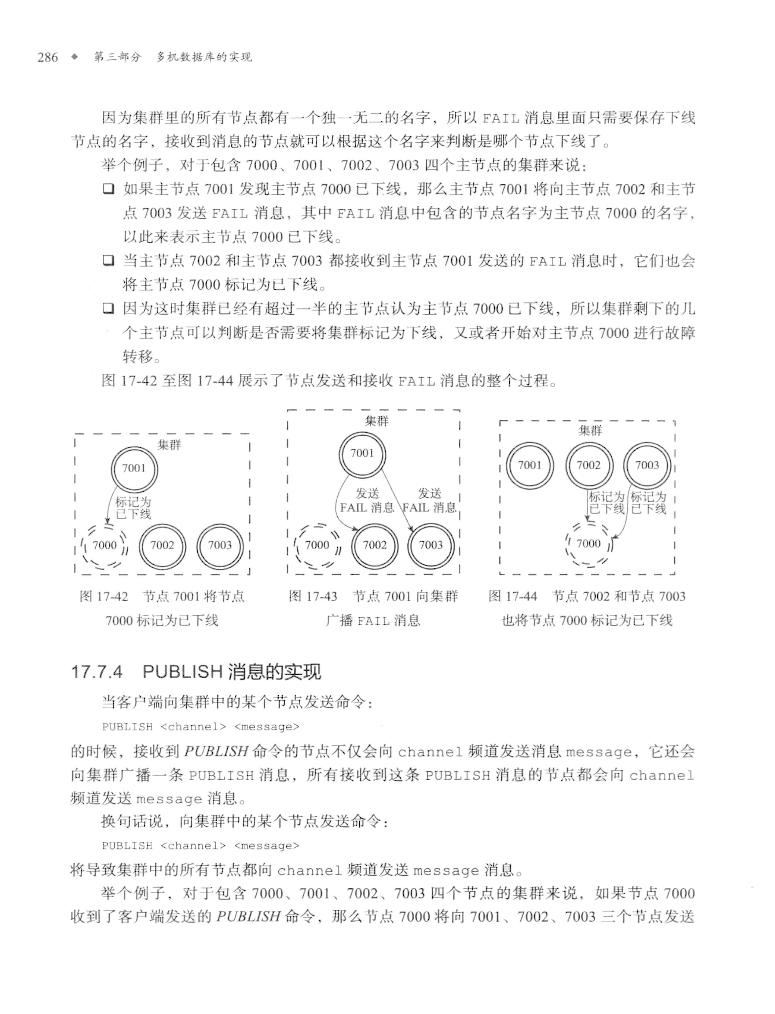 286 ◆ 第三部分 多机数据库的实现
因为集群里的所有节点都有一个独一无二的名字，所以 FAIL 消息里面只需要保存下线
节点的名字，接收到消息的节点就可以根据这个名字来判断是哪个节点下线了。
举个例子，对于包含 7000、7001、7002、7003 四个主节点的集群来说：
❑ 如果主节点 7001 发现主节点 7000 已下线，那么主节点 7001 将向主节点 7002 和主节
点 7003 发送 FAIL 消息，其中 FAIL 消息中包含的节点名字为主节点 7000 的名字，
以此来表示主节点 7000 已下线。
❑ 当主节点 7002 和主节点 7003 都接收到主节点 7001 发送的 FAIL 消息时，它们也会
将主节点 7000 标记为已下线。
❑ 因为这时集群已经有超过一半的主节点认为主节点 7000 已下线，所以集群剩下的几
个主节点可以判断是否需要将集群标记为下线，又或者开始对主节点 7000 进行故障
转移。
图 17-42 至图 17-44 展示了节点发送和接收 FAIL 消息的整个过程。
集群
7001
标记为
已下线
7000 7002 7003
图 17-42 节点 7001 将节点
7000 标记为已下线
集群
7001
发送 发送
FAIL 消息 FAIL 消息
7000 7002 7003
图 17-43 节点 7001 向集群
广播 FAIL 消息
集群
7001 7002 7003
标记为 标记为
已下线 已下线
7000
图 17-44 节点 7002 和节点 7003
也将节点 7000 标记为已下线
17.7.4 PUBLISH 消息的实现
当客户端向集群中的某个节点发送命令：
PUBLISH <channel> <message>
的时候，接收到 PUBLISH 命令的节点不仅会向 channel 频道发送消息 message，它还会
向集群广播一条 PUBLISH 消息，所有接收到这条 PUBLISH 消息的节点都会向 channel
频道发送 message 消息。
换句话说，向集群中的某个节点发送命令：
PUBLISH <channel> <message>
将导致集群中的所有节点都向 channel 频道发送 message 消息。
举个例子，对于包含 7000、7001、7002、7003 四个节点的集群来说，如果节点 7000
收到了客户端发送的 PUBLISH 命令，那么节点 7000 将向 7001、7002、7003 三个节点发送